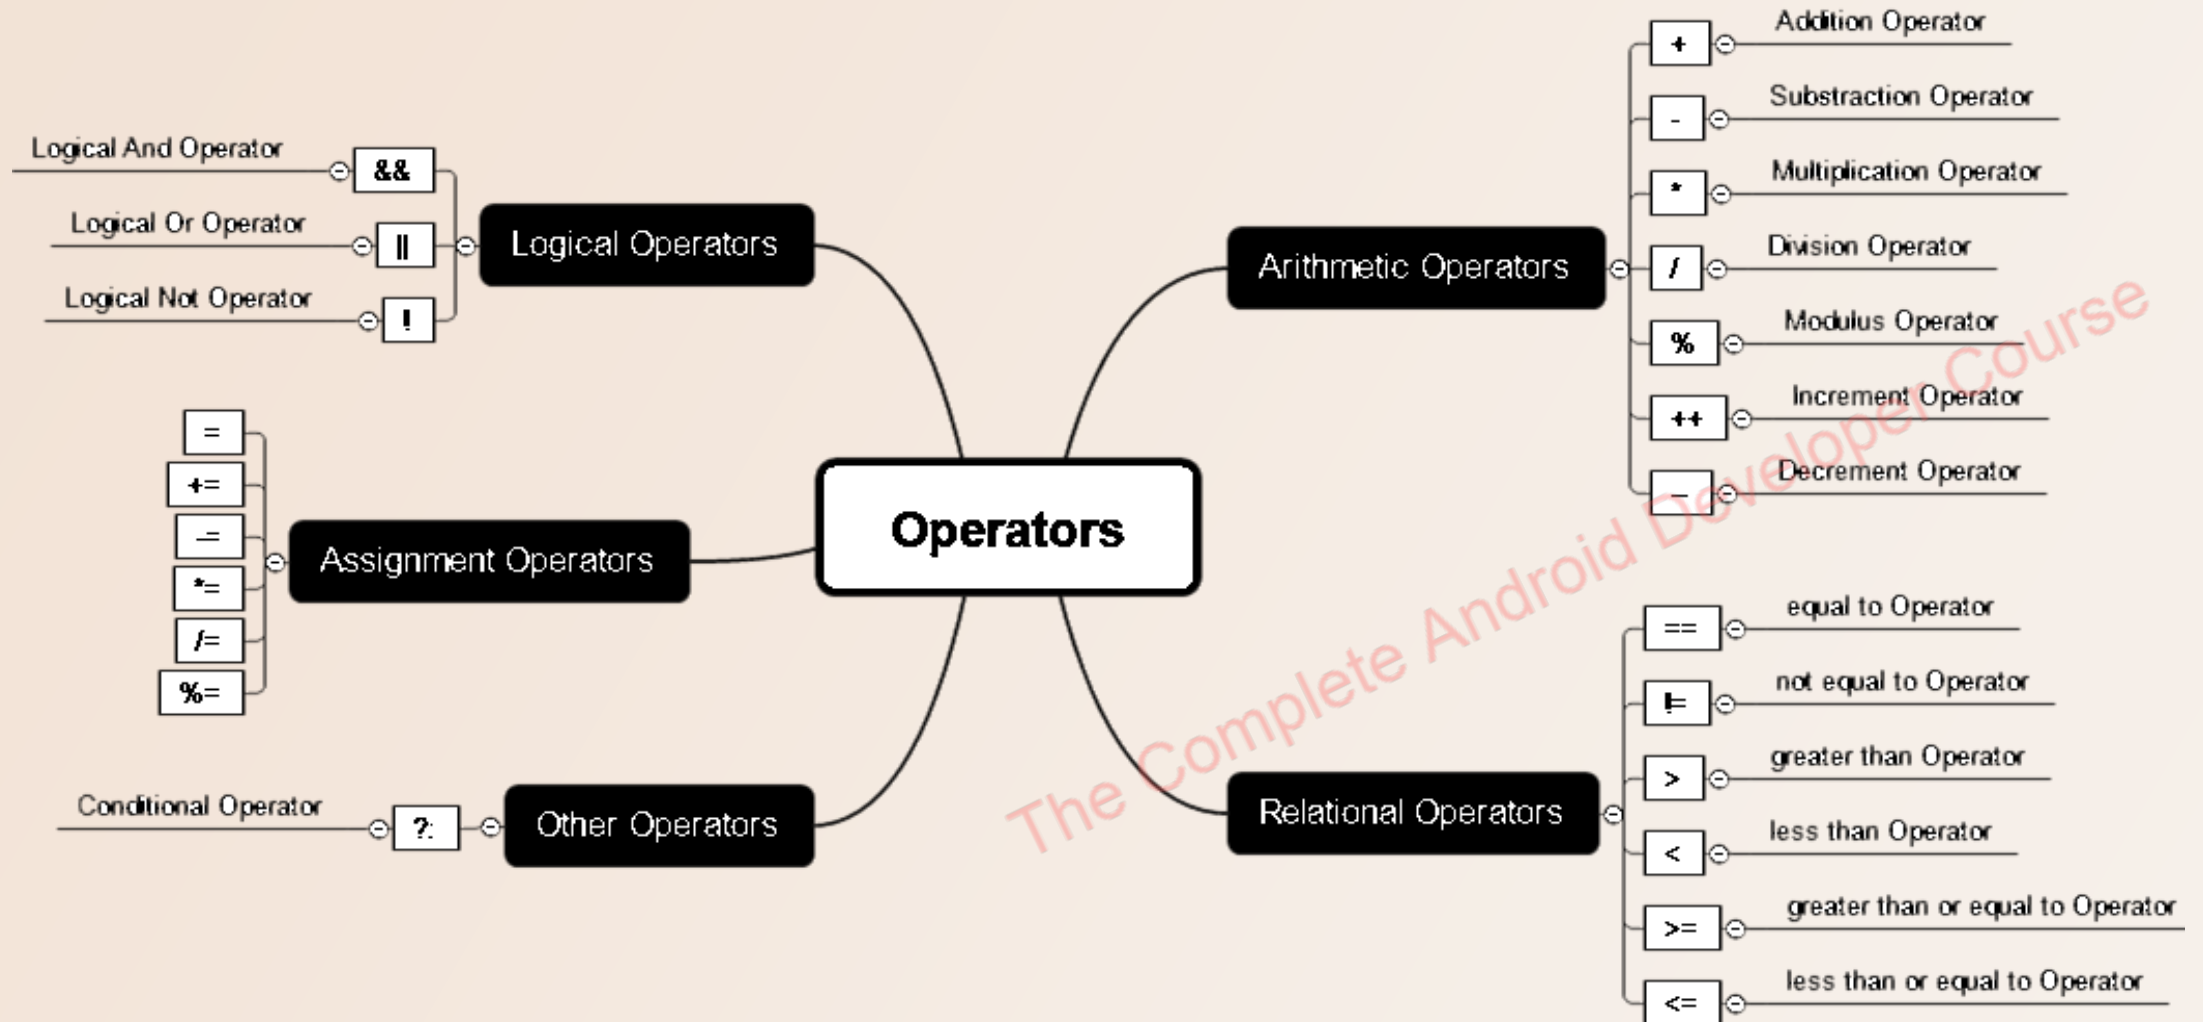 Operators
Logical Operators
&&
Logical And Operator
||
Logical Or Operator
!
Logical Not Operator
Assignment Operators
=
+=
-=
*=
/=
%=
Other Operators
?:
Conditional Operator
Arithmetic Operators
+
Addition Operator
-
Substraction Operator
*
Multiplication Operator
/
Division Operator
%
Modulus Operator
++
Increment Operator
--
Decrement Operator
Relational Operators
==
equal to Operator
!=
not equal to Operator
>
greater than Operator
<
less than Operator
>=
greater than or equal to Operator
<=
less than or equal to Operator
The Complete Android Developer Course